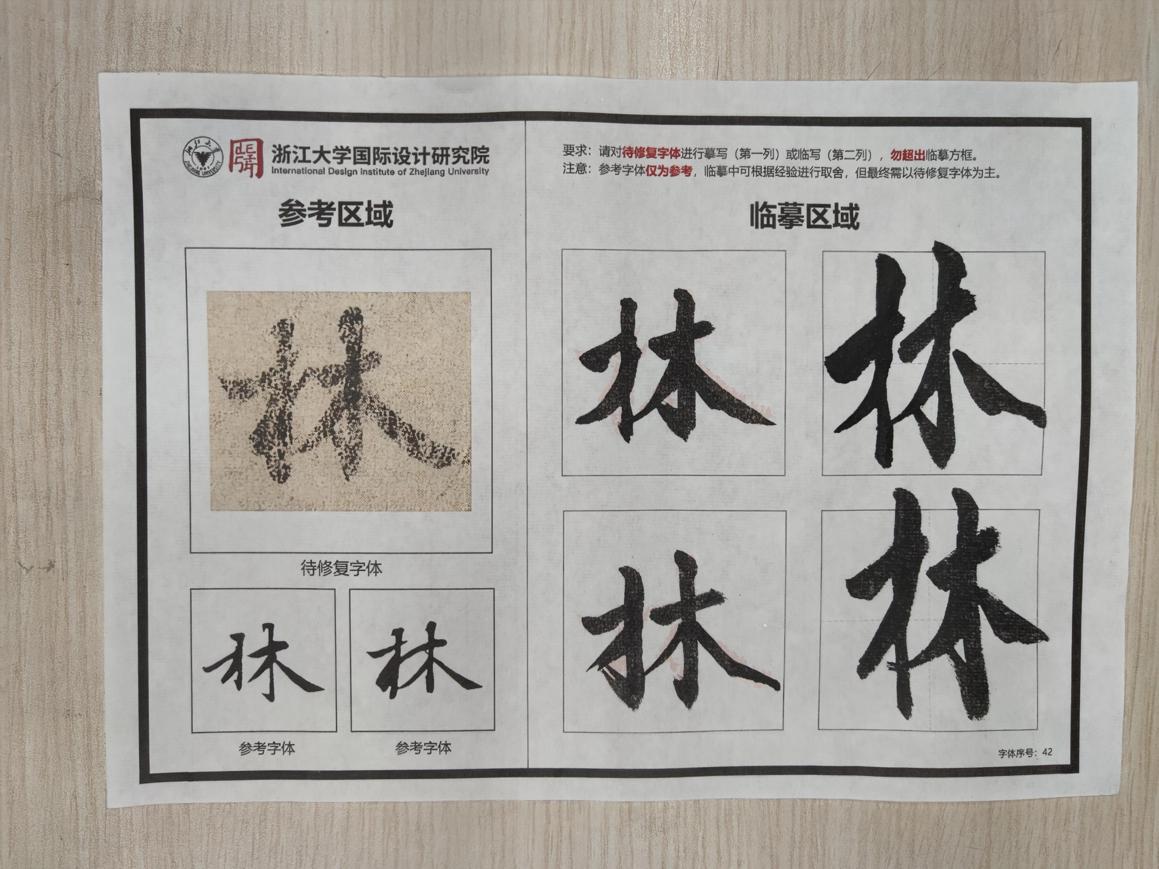 浙江大学国际设计研究院
International Design Institute of Zhejiang University
参考区域
林
待修复字体
林
林
参考字体
参考字体
要求：请对待修复字体进行摹写（第一列）或临写（第二列），勿超出临摹方框。
注意：参考字体仅为参考，临摹中可根据经验进行取舍，但最终需以待修复字体为主。
临摹区域
林
林
林
林
字体序号：42